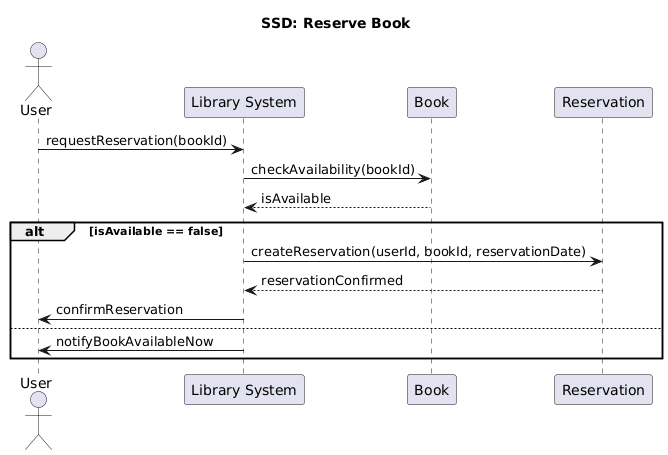 SSD: Reserve Book
User
Library System
Book
Reservation
requestReservation(bookId)
checkAvailability(bookId)
isAvailable
alt
[isAvailable == false]
createReservation(userId, bookId, reservationDate)
reservationConfirmed
confirmReservation
notifyBookAvailableNow
User
Library System
Book
Reservation